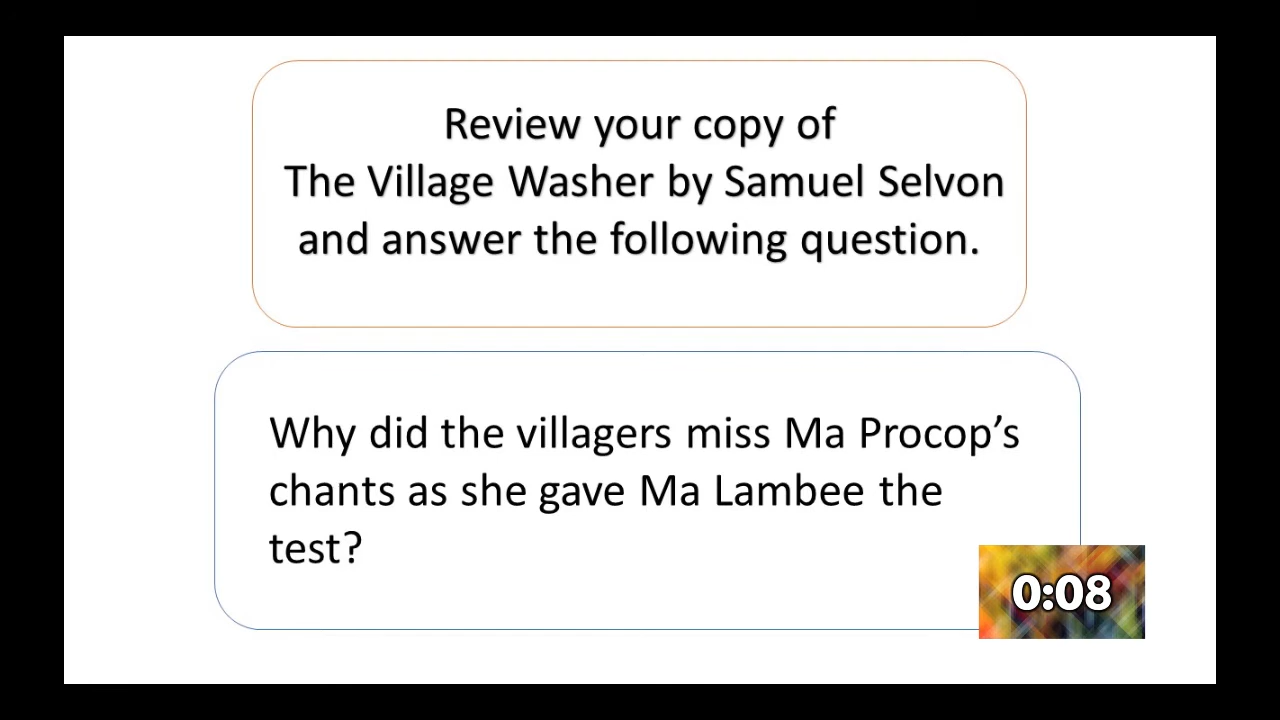 Review your copy of
The Village Washer by Samuel Selvon
and answer the following question.
Why did the villagers miss Ma Procop’s
chants as she gave Ma Lambee the
test?
0:08